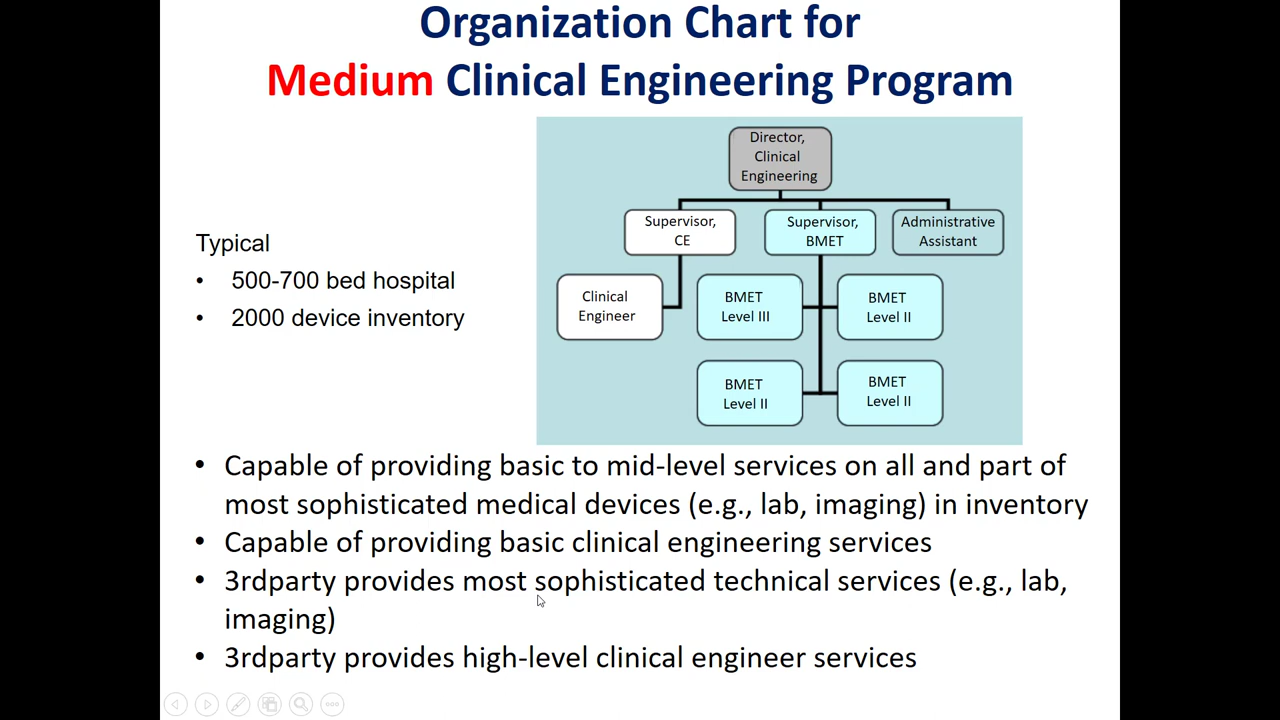 Organization Chart for
Medium Clinical Engineering Program
Director,
Clinical
Engineering
Supervisor,
CE
Supervisor,
BMET
Administrative
Assistant
Typical
• 500-700 bed hospital
• 2000 device inventory
Clinical
Engineer
BMET
Level III
BMET
Level II
BMET
Level II
BMET
Level II
• Capable of providing basic to mid-level services on all and part of
most sophisticated medical devices (e.g., lab, imaging) in inventory
• Capable of providing basic clinical engineering services
• 3rdparty provides most sophisticated technical services (e.g., lab,
imaging)
• 3rdparty provides high-level clinical engineer services